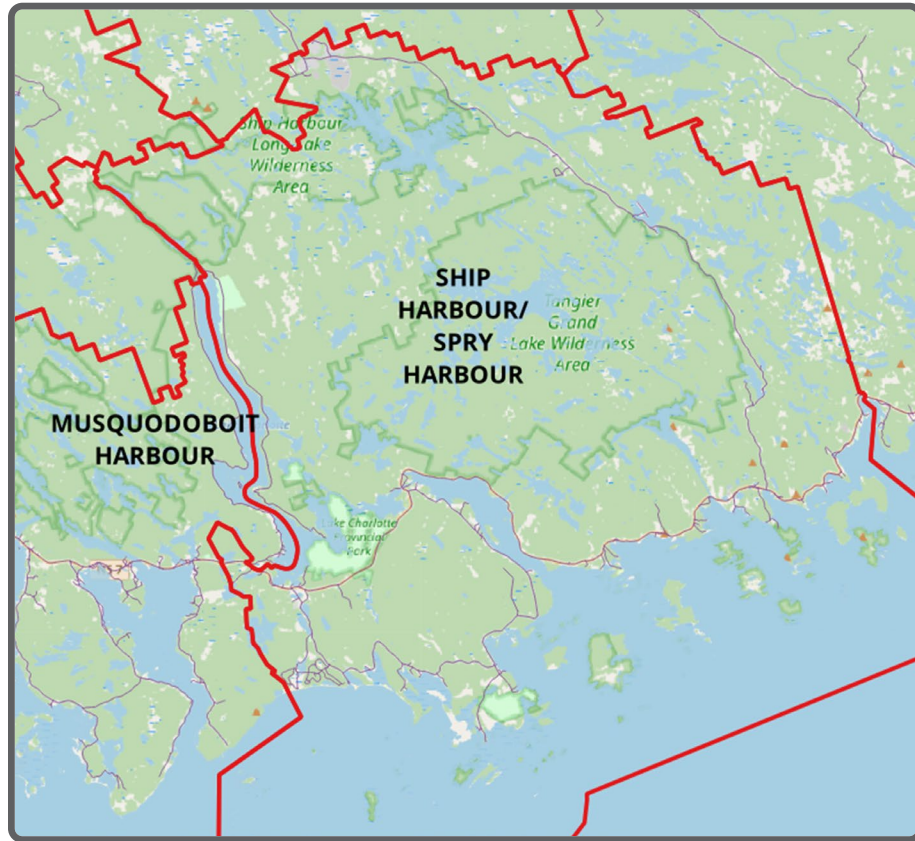 Ship Harbour
Long Lake
Wilderness
Area
SHIP
HARBOUR/
SPRY
HARBOUR
Tangier
Grand
Lake Wilderness
Area
MUSQUODOBOIT
HARBOUR
Lake Charlotte
Provincial
Park